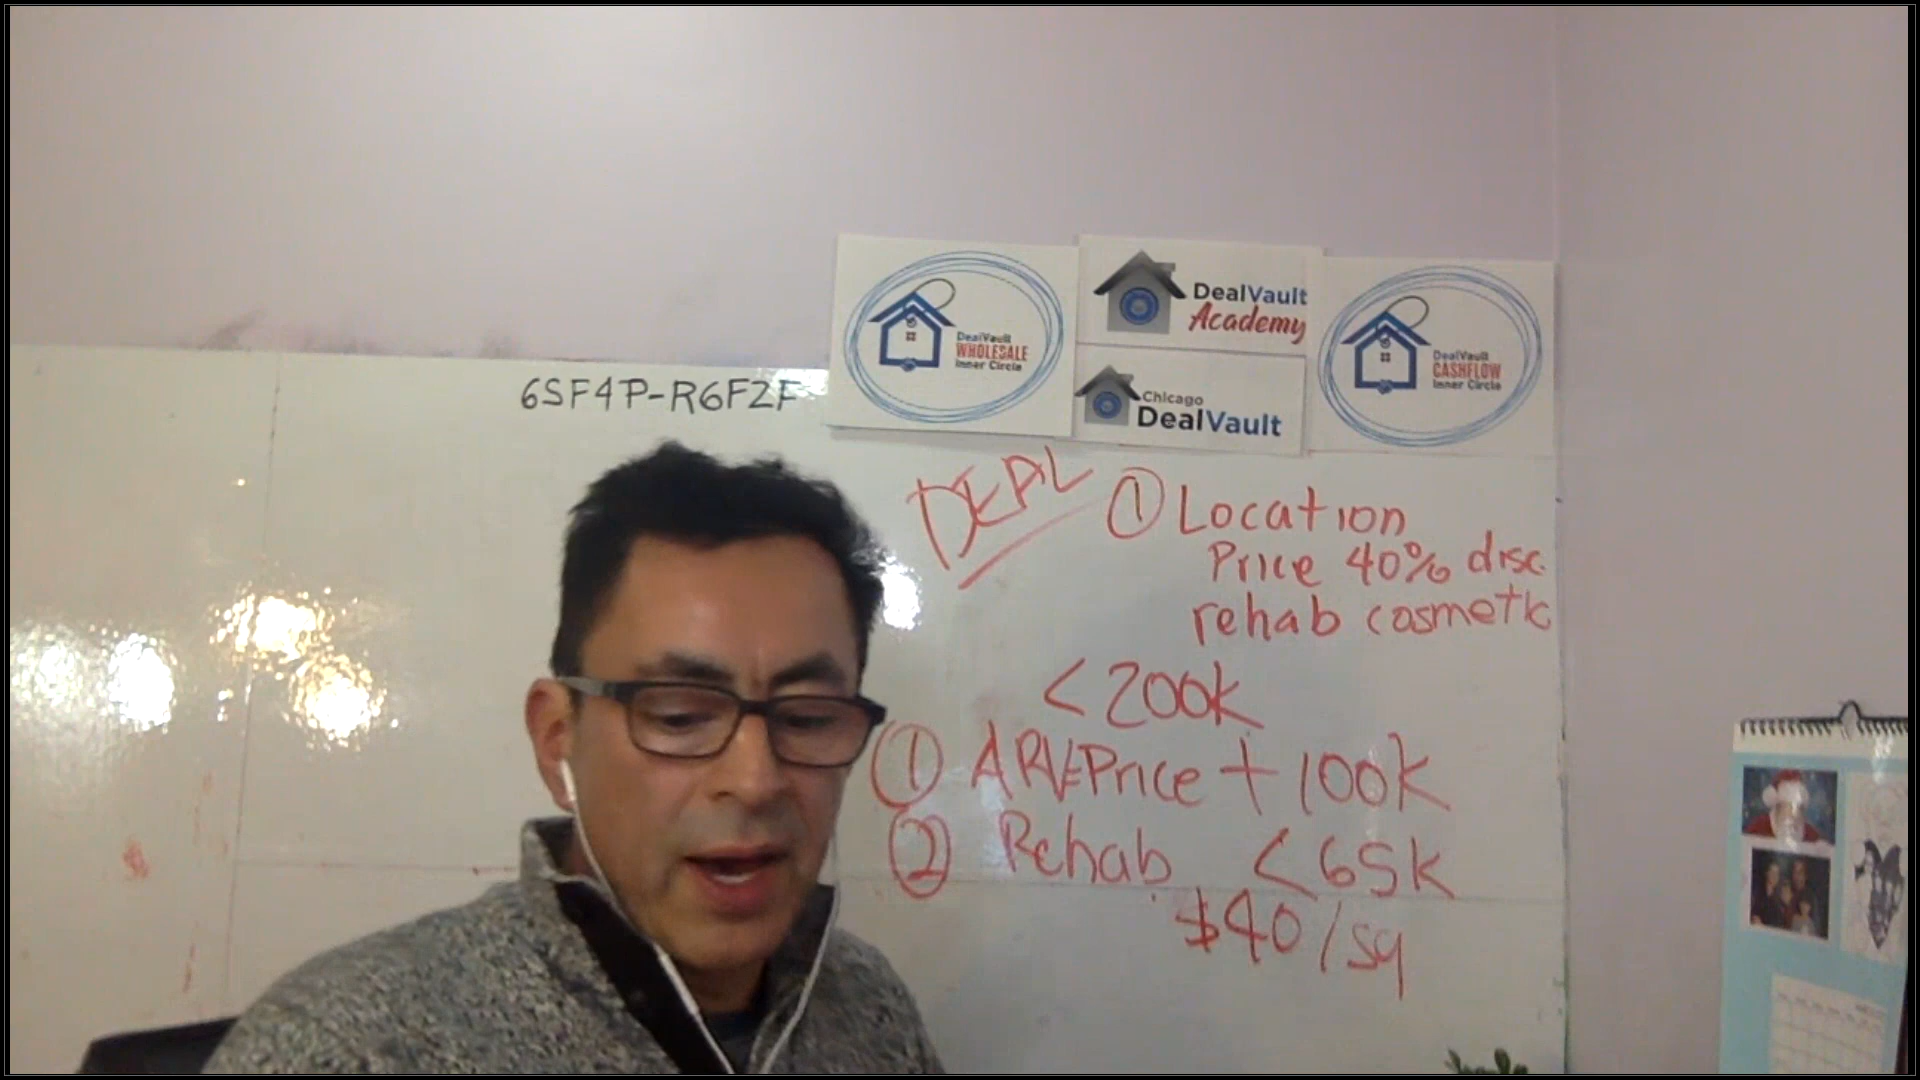 6SF4P-R6F2F
DealVault
WHOLESALE
Inner Circle
DealVault
Academy
Chicago
DealVault
DealVault
CASHFLOW
Inner Circle
DEAL
① Location
Price 40% disc.
rehab cosmetic
<200k
① ARV=Price + 100k
② Rehab <65k
$40/sq